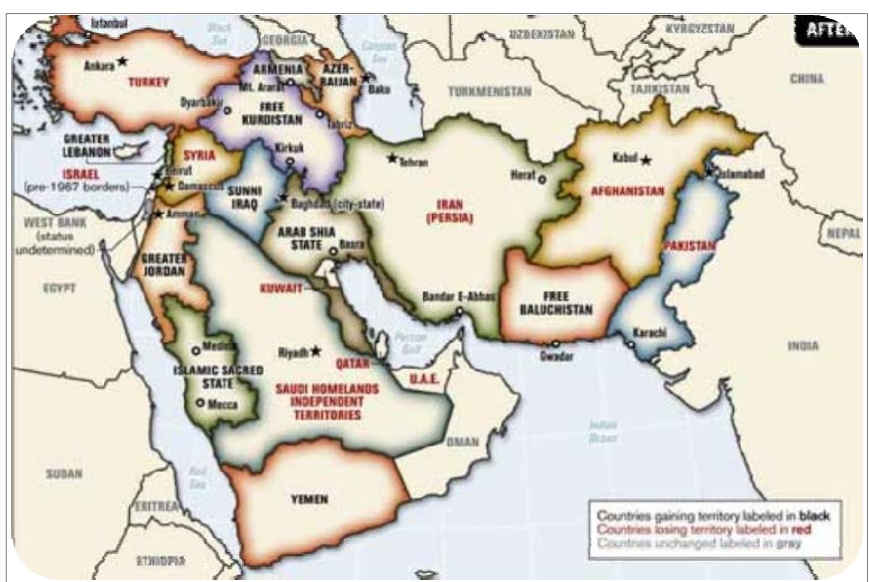 Istanbul
Black
Sea
GEORGIA
Caspian
Sea
UZBEKISTAN
KYRGYZSTAN
AFTER
Ankara
TURKEY
ARMENIA
AZER-
BAIJAN
Mt. Ararat
Baku
TURKMENISTAN
TAJIKISTAN
CHINA
Dyarbakir
FREE
KURDISTAN
Tabriz
GREATER
LEBANON
SYRIA
Kirkuk
Tehran
Herat
Kabul
Islamabad
ISRAEL
(pre-1967 borders)
Beirut
Damascus
SUNNI
IRAQ
Baghdad (city-state)
IRAN
(PERSIA)
AFGHANISTAN
WEST BANK
(status
undetermined)
Amman
GREATER
JORDAN
ARAB SHIA
STATE
Basra
PAKISTAN
NEPAL
EGYPT
KUWAIT
Bandar E-Abbas
FREE
BALUCHISTAN
Karachi
Gwadar
INDIA
Medina
ISLAMIC SACRED
STATE
Mecca
Riyadh
Persian
Gulf
QATAR
U.A.E.
SAUDI HOMELANDS
INDEPENDENT
TERRITORIES
OMAN
Indian
Ocean
SUDAN
Red
Sea
ERITREA
YEMEN
ETHIOPIA
Countries gaining territory labeled in black
Countries losing territory labeled in red
Countries unchanged labeled in gray